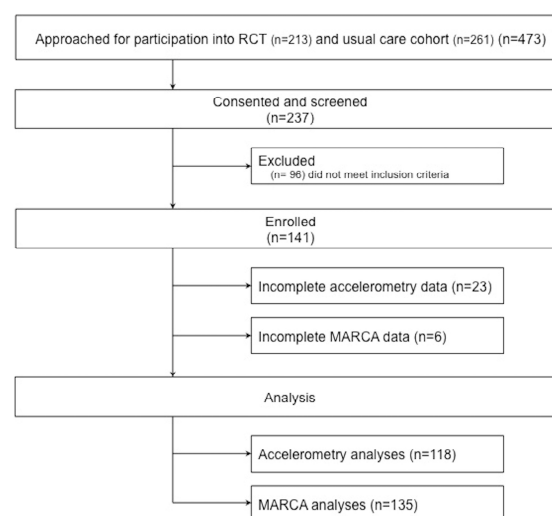 Approached for participation into RCT (n=213) and usual care cohort (n=261) (n=473)
Consented and screened
(n=237)
Excluded
(n= 96) did not meet inclusion criteria
Enrolled
(n=141)
Incomplete accelerometry data (n=23)
Incomplete MARCA data (n=6)
Analysis
Accelerometry analyses (n=118)
MARCA analyses (n=135)